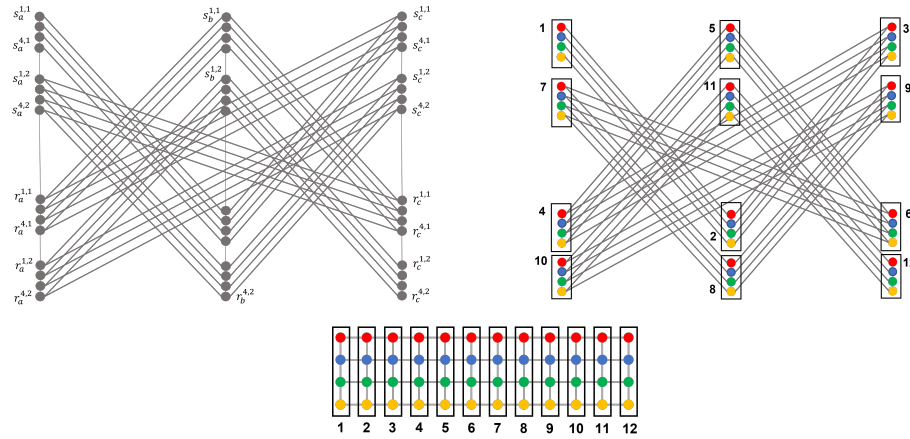 s_a^{1,1} s_b^{1,1} s_c^{1,1} 1 5 3
s_a^{4,1} s_c^{4,1}
s_a^{1,2} s_b^{1,2} s_c^{1,2} 7 11 9
s_a^{4,2} s_c^{4,2}
r_a^{1,1} r_c^{1,1} 4 6
r_a^{4,1} r_c^{4,1} 2
r_a^{1,2} r_c^{1,2} 10 1
r_a^{4,2} r_b^{4,2} r_c^{4,2} 8
1 2 3 4 5 6 7 8 9 10 11 12